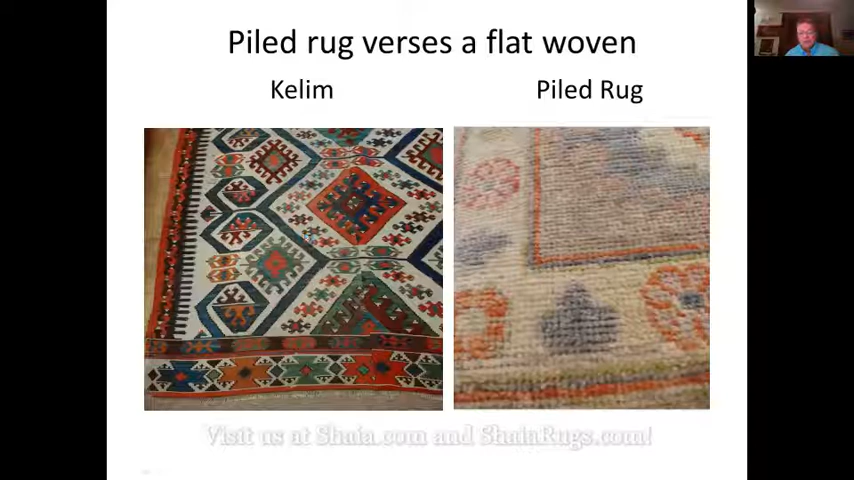 Piled rug verses a flat woven
Kelim
Piled Rug
Visit us at Shaia.com and ShaiaRugs.com!